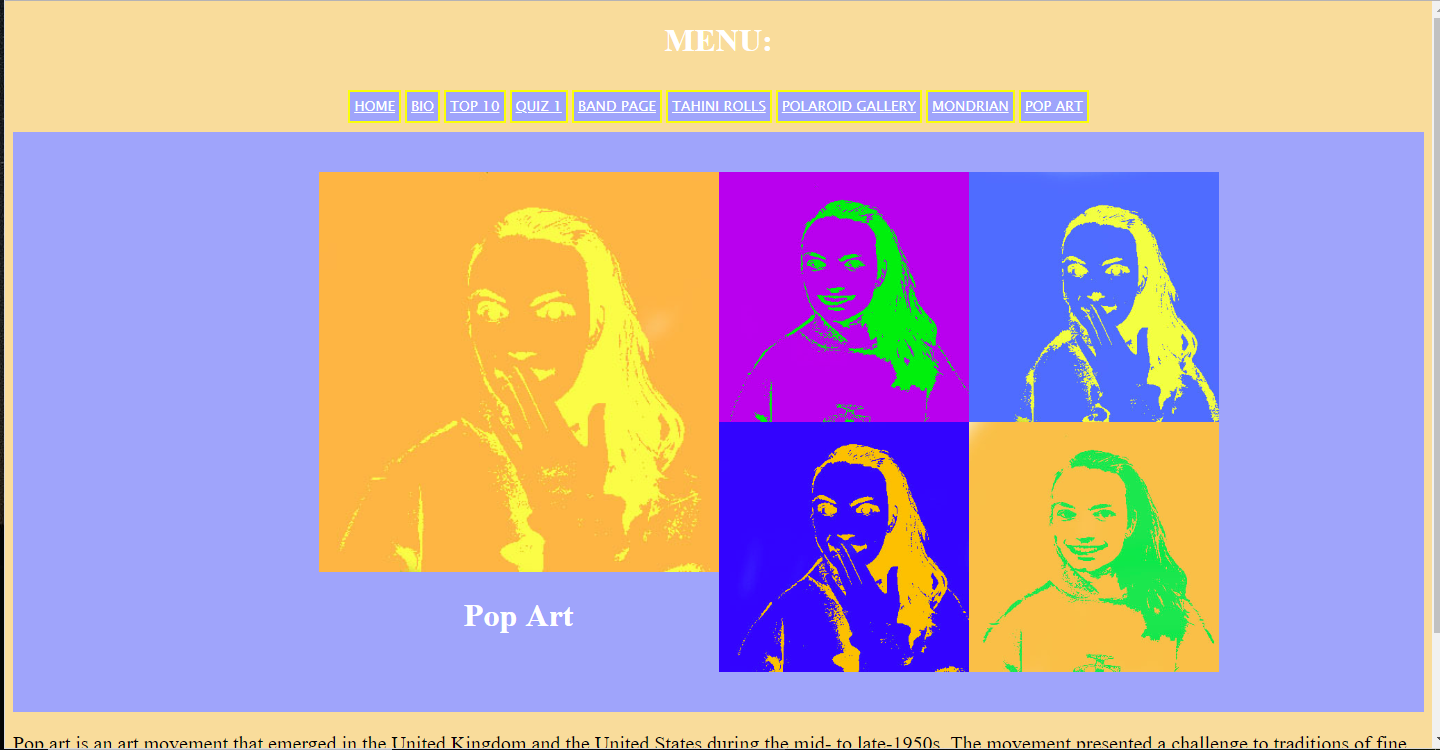 MENU:
HOME BIO TOP 10 QUIZ 1 BAND PAGE TAHINI ROLLS POLAROID GALLERY MONDRIAN POP ART
Pop Art
Pop art is an art movement that emerged in the United Kingdom and the United States during the mid- to late-1950s. The movement presented a challenge to traditions of fine